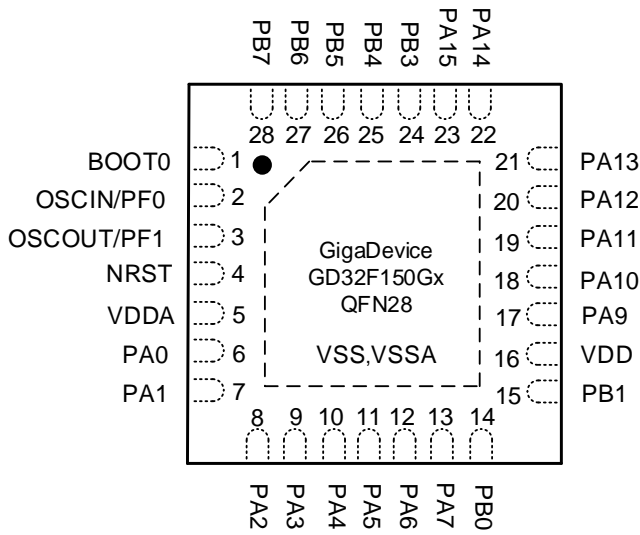 PB7 PB6 PB5 PB4 PB3 PA15 PA14
28 27 26 25 24 23 22
BOOT0 1 21 PA13
OSCIN/PF0 2 20 PA12
OSCOUT/PF1 3 19 PA11
NRST 4 18 PA10
VDDA 5 17 PA9
PA0 6 16 VDD
PA1 7 15 PB1
GigaDevice
GD32F150Gx
QFN28
VSS,VSSA
8 9 10 11 12 13 14
PA2 PA3 PA4 PA5 PA6 PA7 PB0